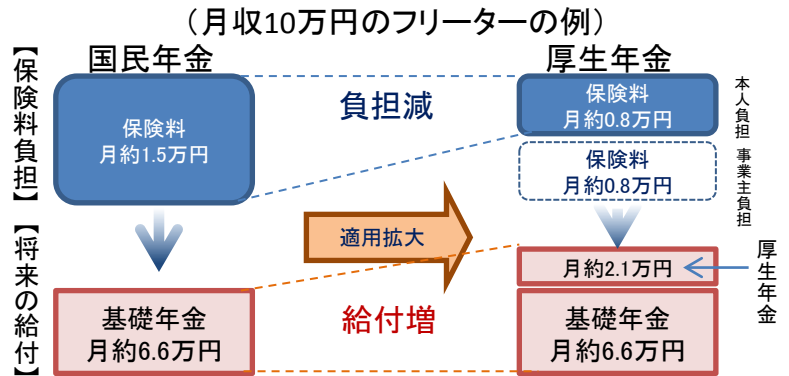 （月収10万円のフリーターの例）
国民年金
厚生年金
【保険料負担】
保険料
月約1.5万円
負担減
保険料
月約0.8万円
本人負担
保険料
月約0.8万円
事業主負担
適用拡大
【将来の給付】
基礎年金
月約6.6万円
給付増
月約2.1万円
厚生年金
基礎年金
月約6.6万円